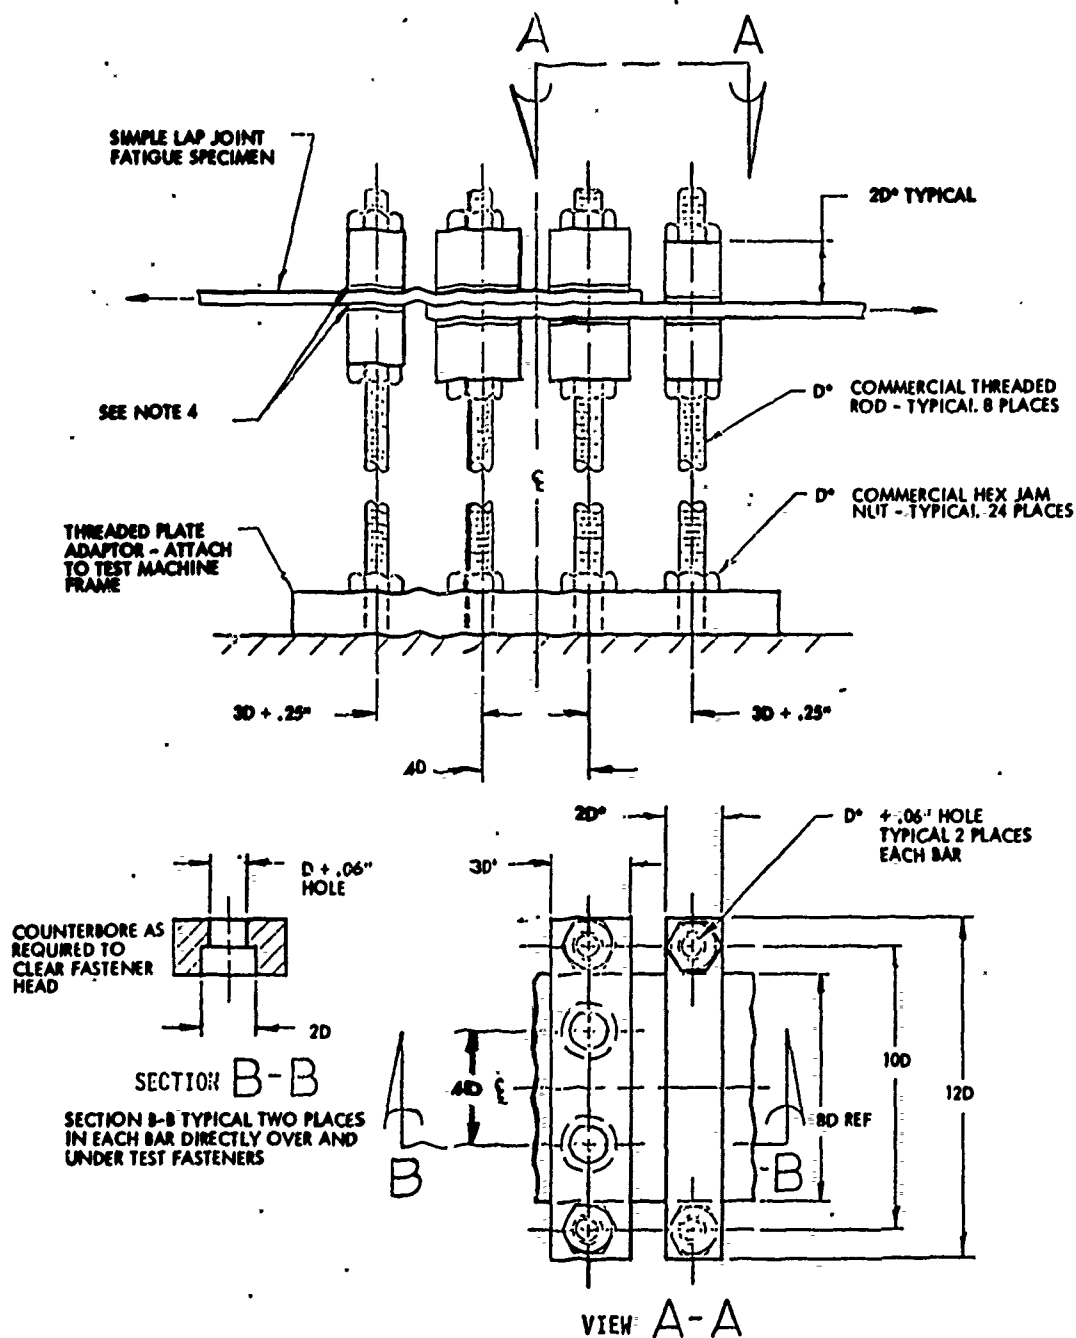 A A
SIMPLE LAP JOINT
FATIGUE SPECIMEN
2D* TYPICAL
SEE NOTE 4
D* COMMERCIAL THREADED
ROD - TYPICAL 8 PLACES
℄
D* COMMERCIAL HEX JAM
NUT - TYPICAL 24 PLACES
THREADED PLATE
ADAPTOR - ATTACH
TO TEST MACHINE
FRAME
3D + .25"
3D + .25"
4D
2D*
D* + .06" HOLE
TYPICAL 2 PLACES
EACH BAR
3D*
D + .06"
HOLE
COUNTERBORE AS
REQUIRED TO
CLEAR FASTENER
HEAD
2D
SECTION B-B
SECTION B-B TYPICAL TWO PLACES
IN EACH BAR DIRECTLY OVER AND
UNDER TEST FASTENERS
4D ℄
8D REF
10D
12D
B B
VIEW A-A